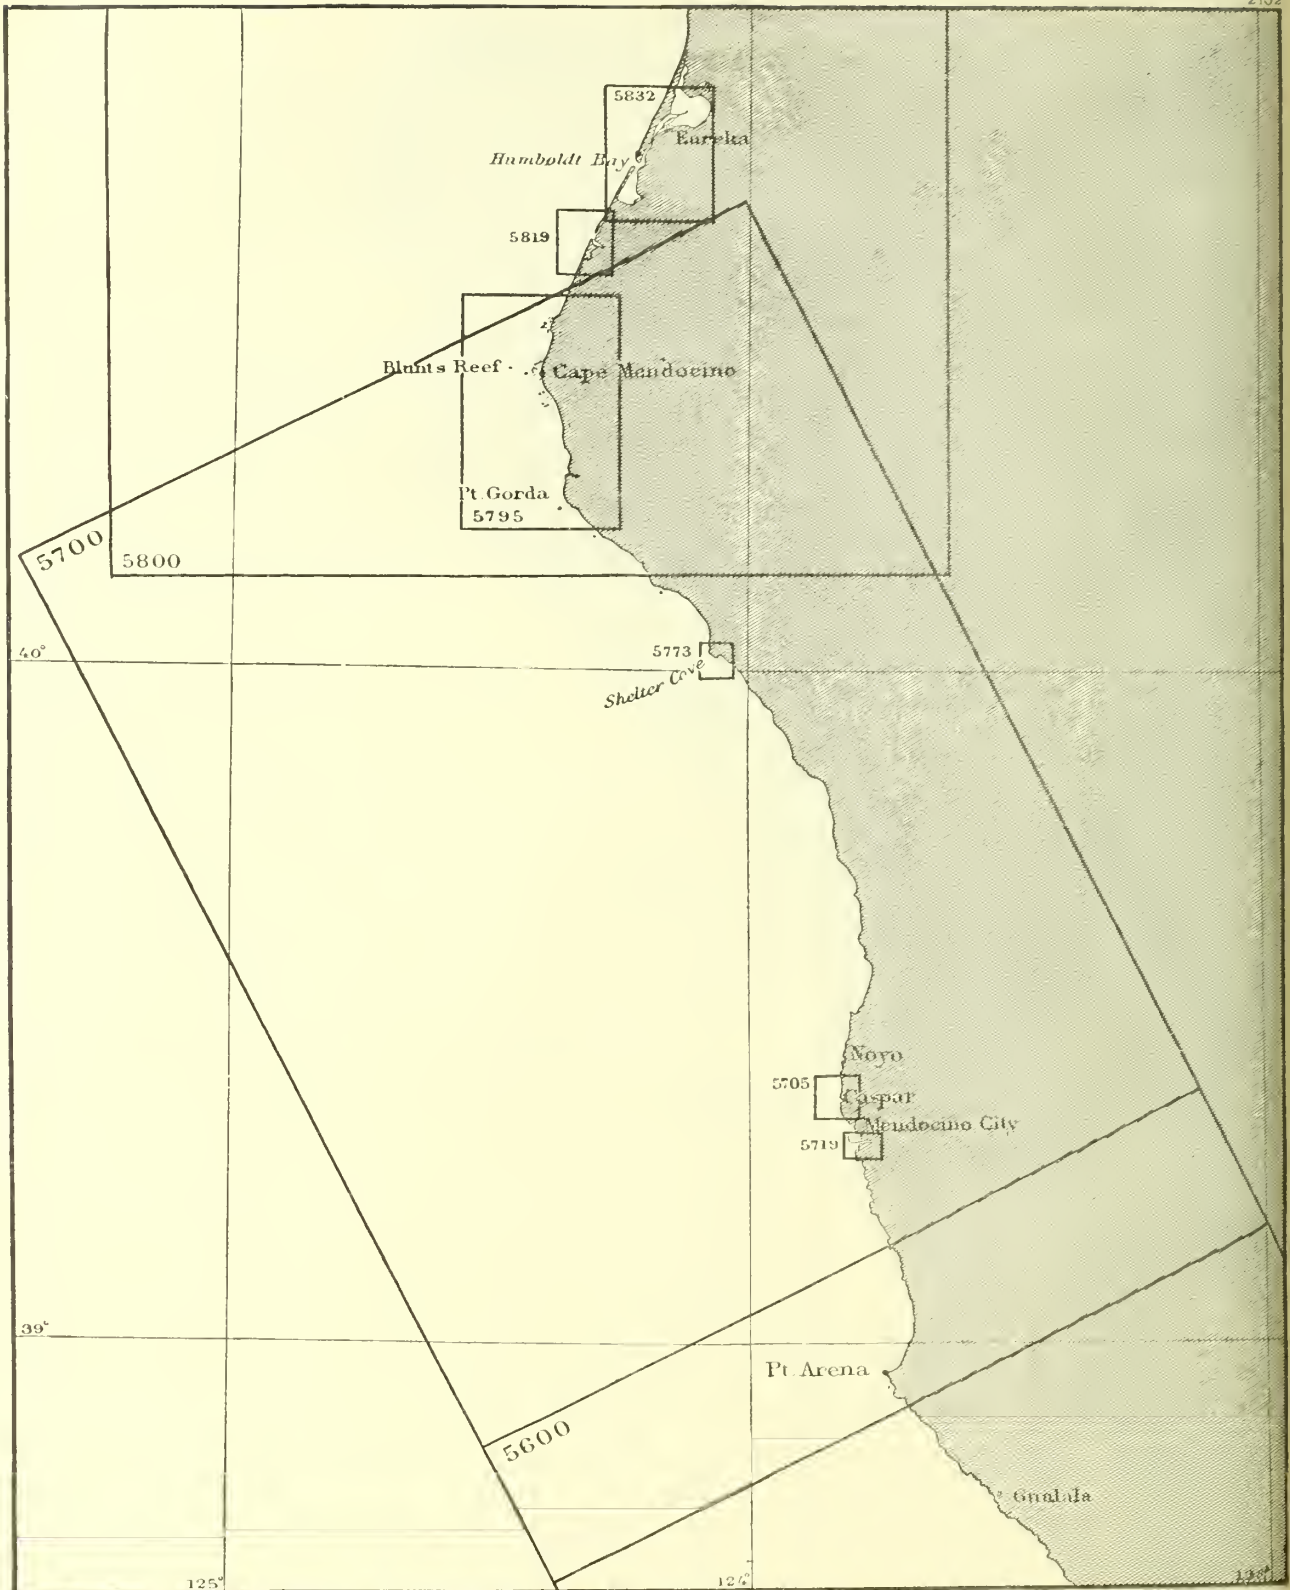 5832
Eureka
Humboldt Bay
5819
Blunts Reef
Cape Mendocino
Pt. Gorda
5795
5700
5800
40°
5773
Shelter Cove
Noyo
5705
Caspar
Mendocino City
5719
39°
Pt. Arena
5600
Gualala
125°
124°
123°